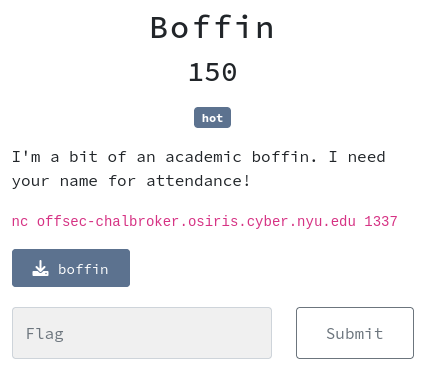 Boffin
150
hot
I'm a bit of an academic boffin. I need
your name for attendance!
nc offsec-chalbroker.osiris.cyber.nyu.edu 1337
boffin
Flag
Submit